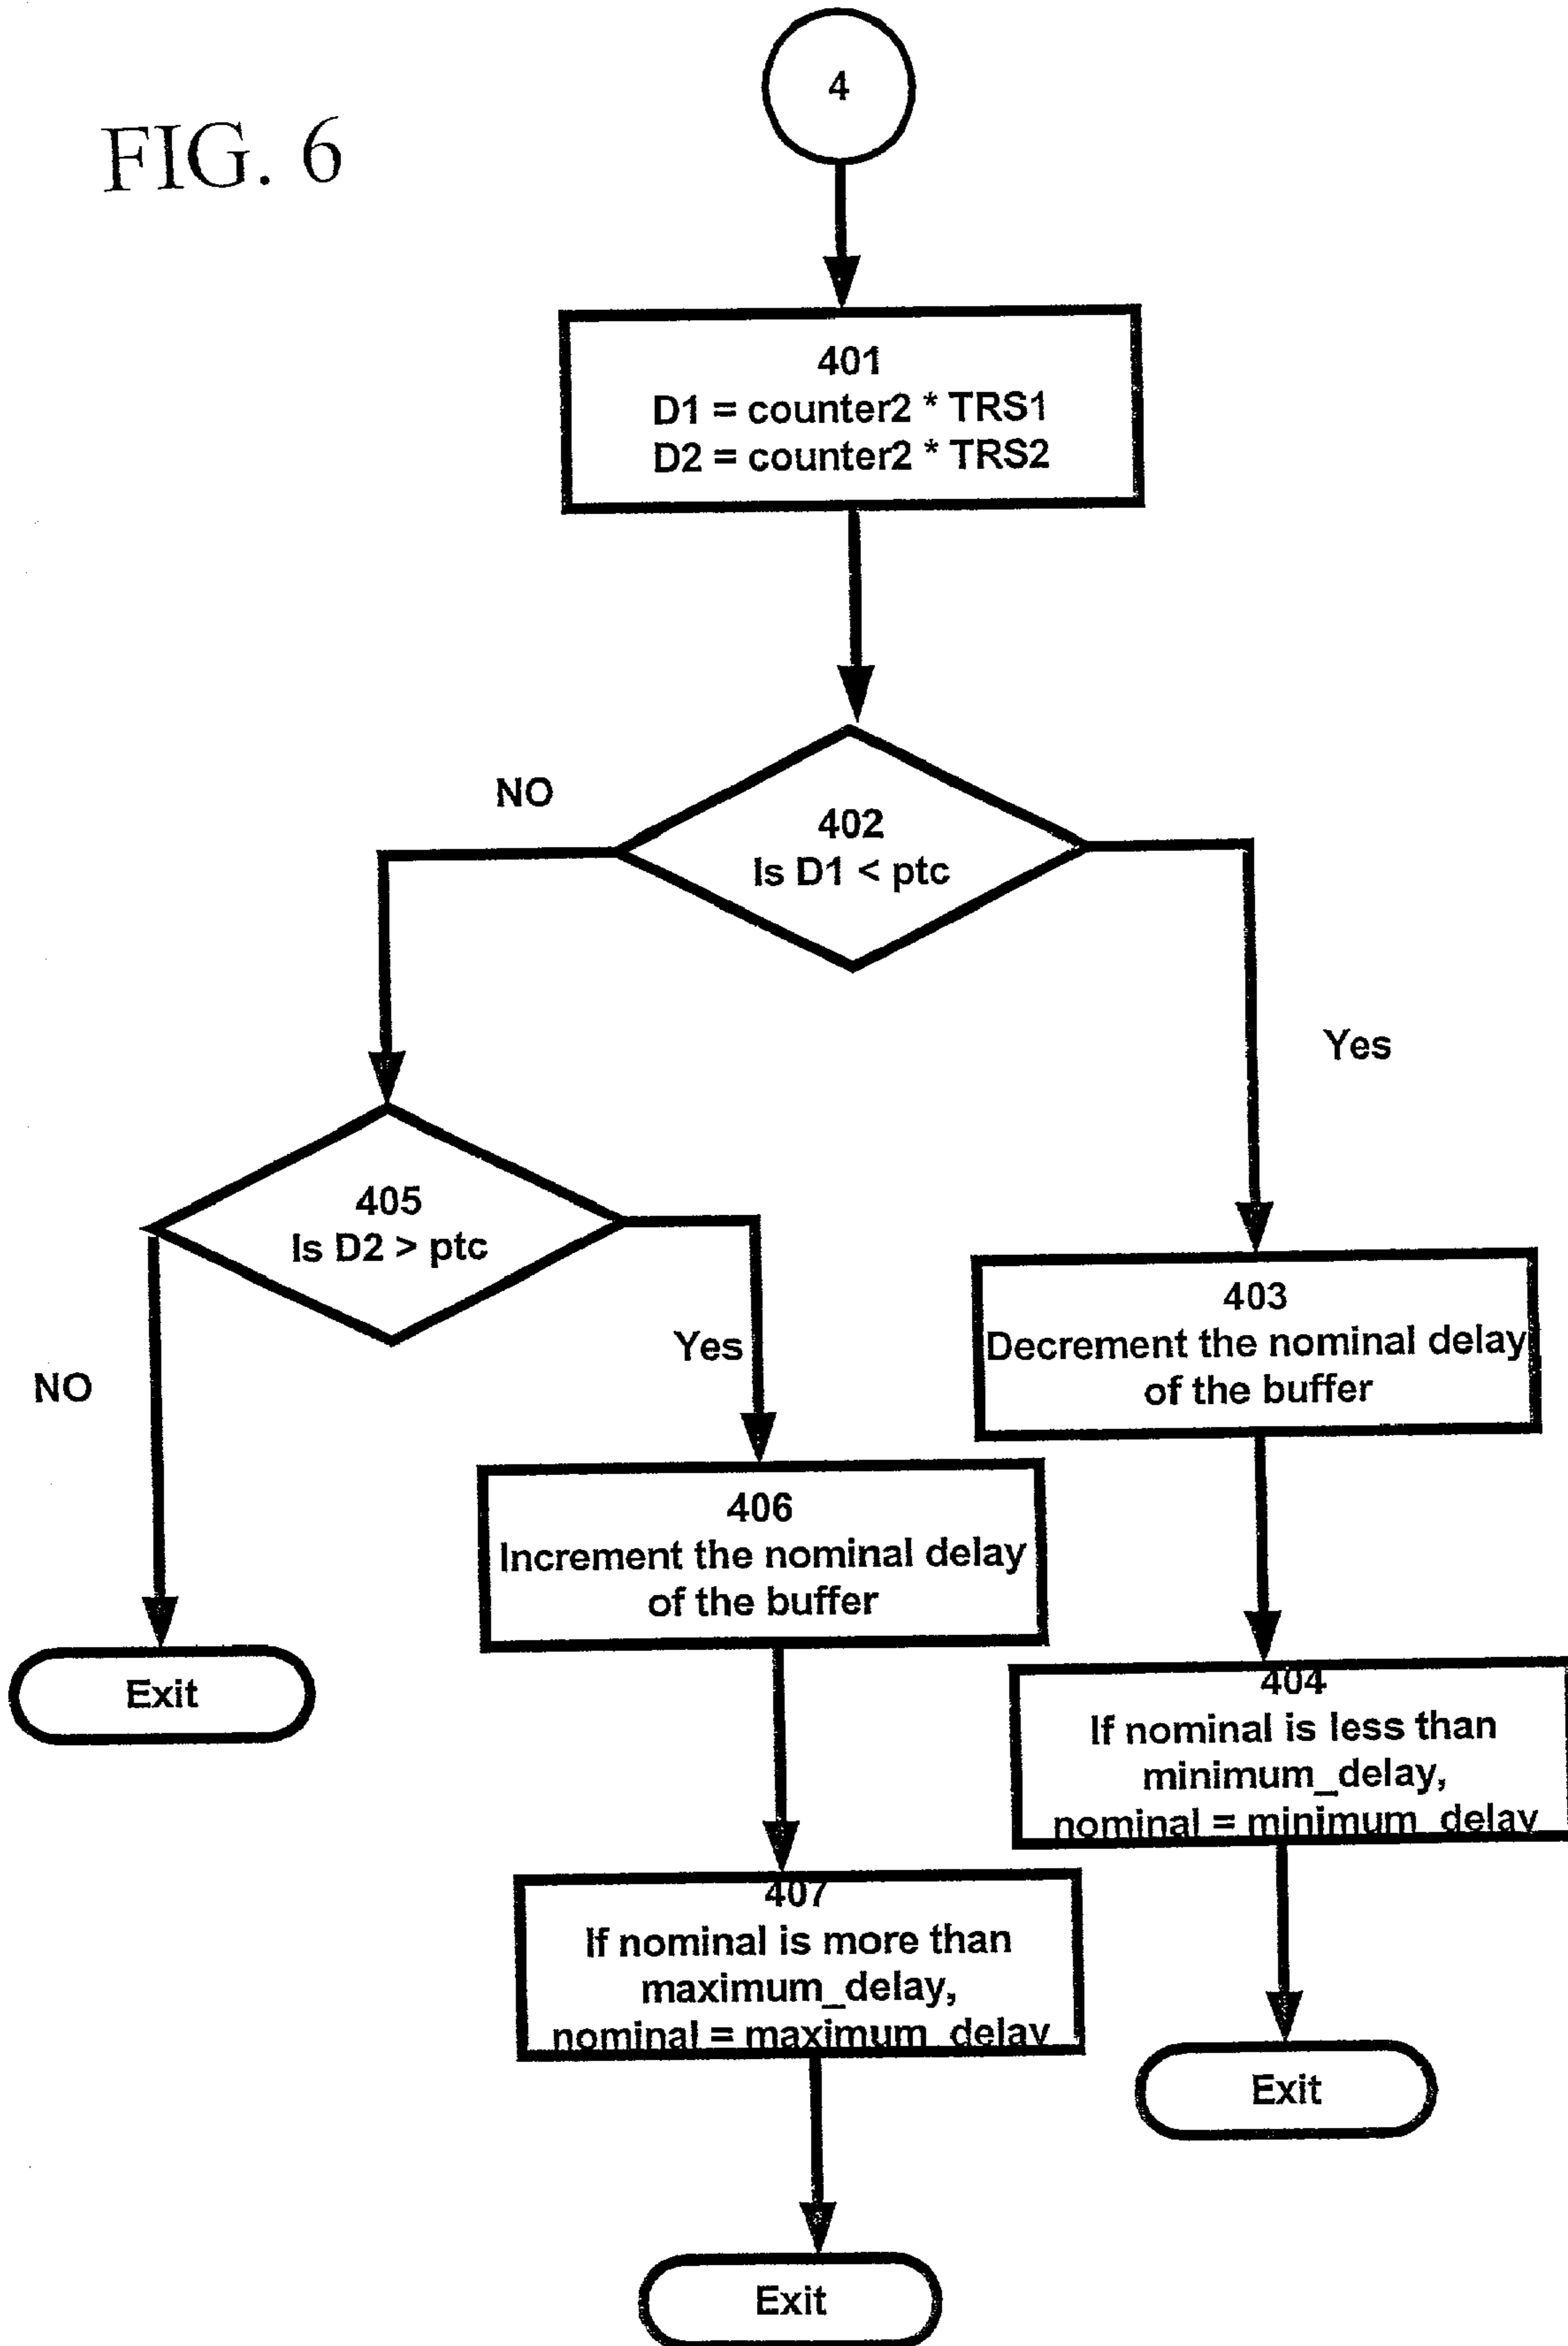 FIG. 6
4
401
D1 = counter2 * TRS1
D2 = counter2 * TRS2
NO
402
Is D1 < ptc
Yes
405
Is D2 > ptc
NO
Yes
403
Decrement the nominal delay
of the buffer
406
Increment the nominal delay
of the buffer
Exit
404
If nominal is less than
minimum_delay,
nominal = minimum_delay
407
If nominal is more than
maximum_delay,
nominal = maximum_delay
Exit
Exit